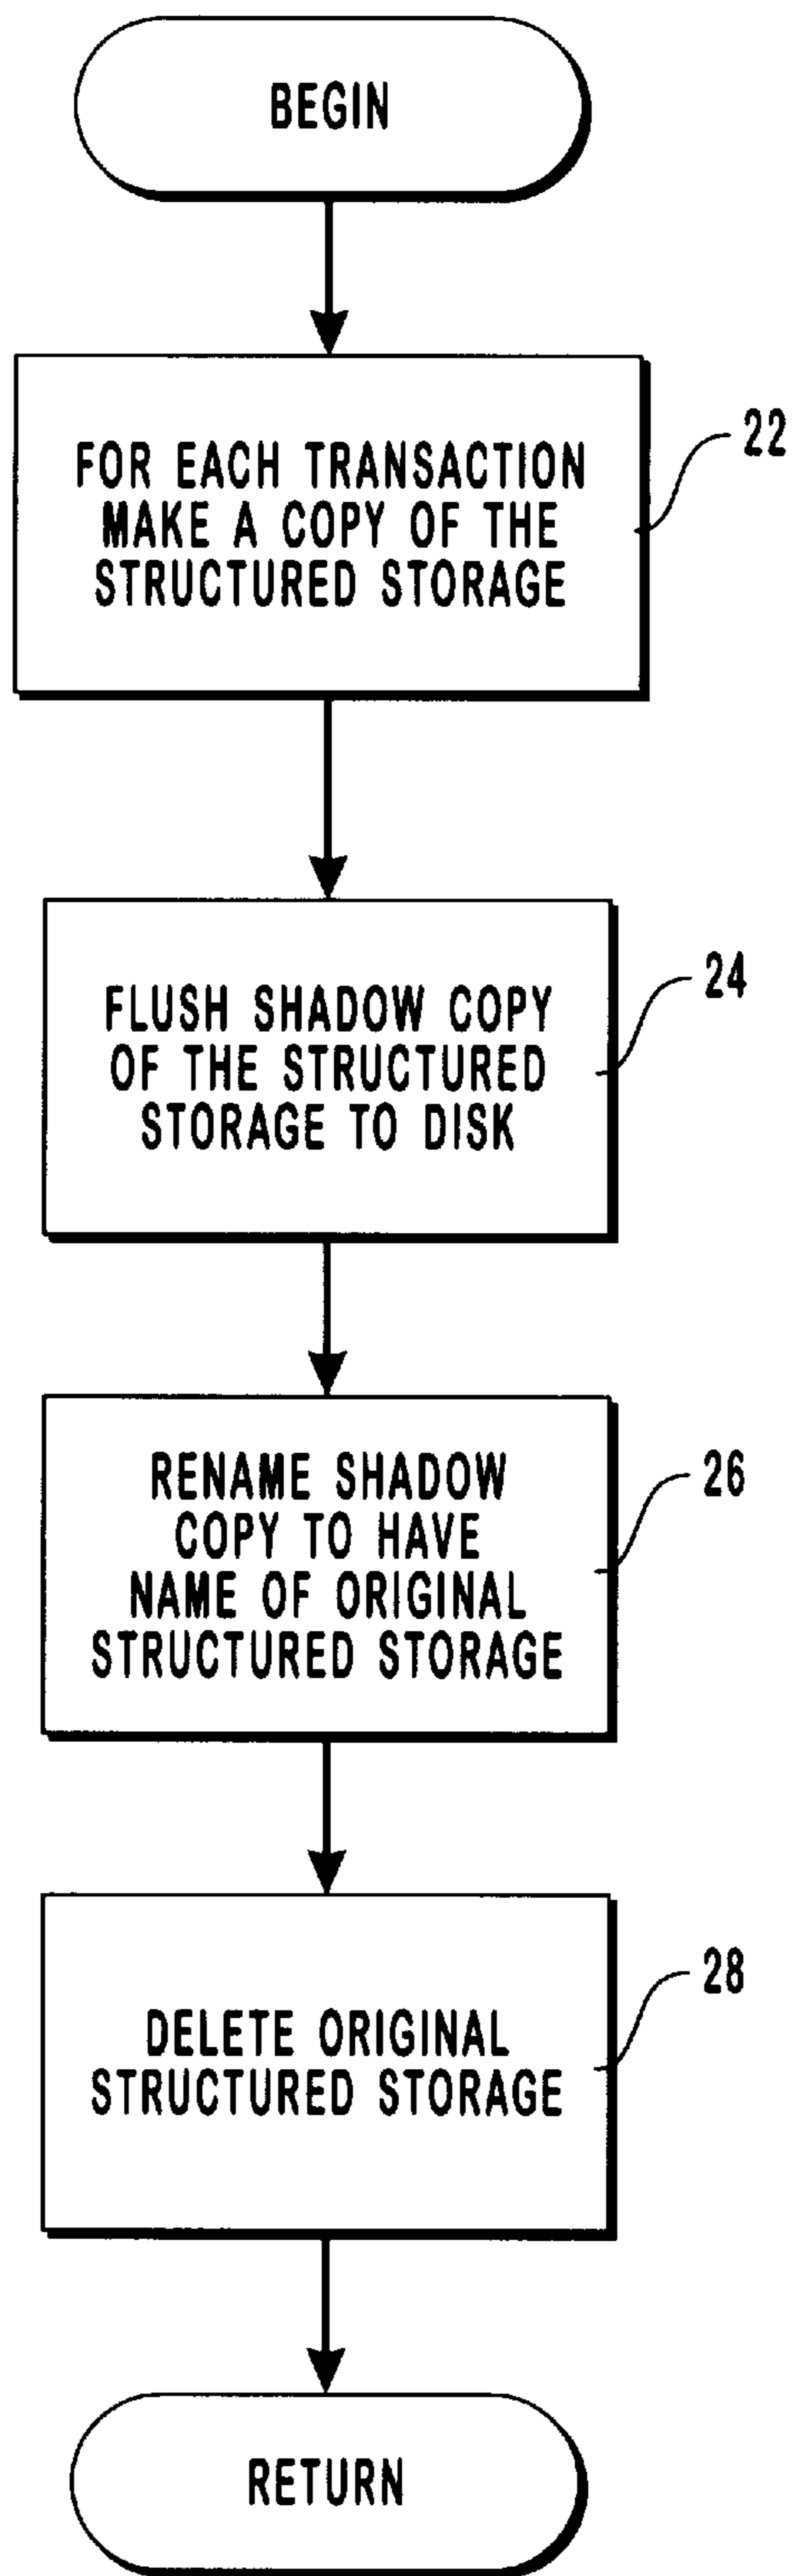 BEGIN
FOR EACH TRANSACTION
MAKE A COPY OF THE
STRUCTURED STORAGE
22
FLUSH SHADOW COPY
OF THE STRUCTURED
STORAGE TO DISK
24
RENAME SHADOW
COPY TO HAVE
NAME OF ORIGINAL
STRUCTURED STORAGE
26
DELETE ORIGINAL
STRUCTURED STORAGE
28
RETURN